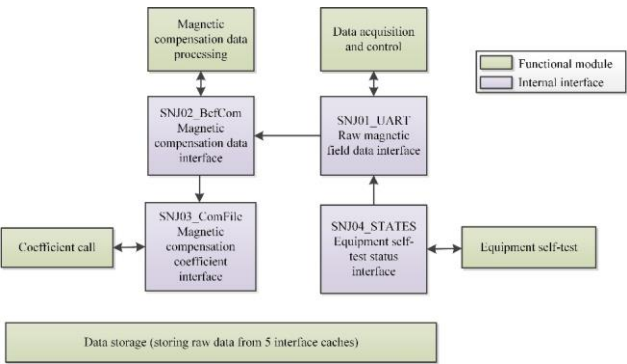 Magnetic
compensation data
processing
Data acquisition
and control
Functional module
Internal interface
SNJ02_BefCom
Magnetic
compensation data
interface
SNJ01_UART
Raw magnetic
field data interface
SNJ03_ComFile
Magnetic
compensation
coefficient
interface
SNJ04_STATES
Equipment self-
test status
interface
Coefficient call
Equipment self-test
Data storage (storing raw data from 5 interface caches)